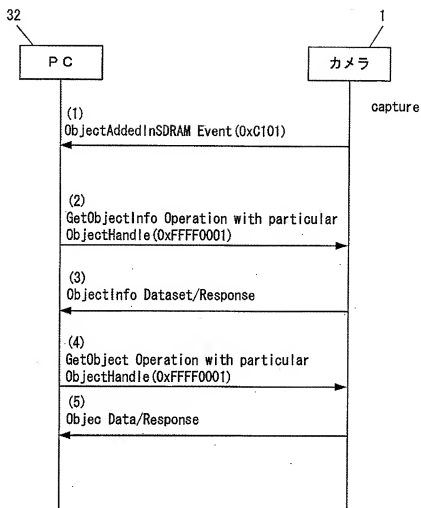 32
1
PC
カメラ
capture
(1)
ObjectAddedInSDRAM Event(0xC101)
(2)
GetObjectInfo Operation with particular
ObjectHandle(0xFFFF0001)
(3)
ObjectInfo Dataset/Response
(4)
GetObject Operation with particular
ObjectHandle(0xFFFF0001)
(5)
Objec Data/Response